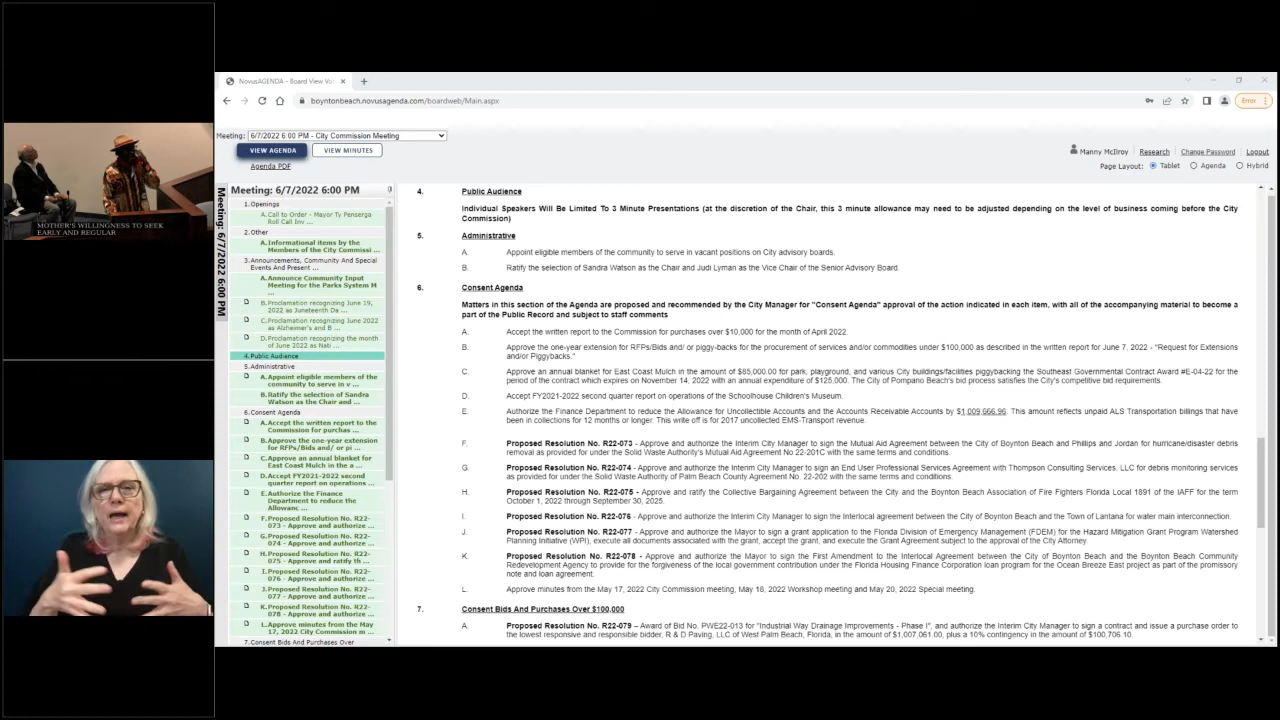 NovusAGENDA - Board View Vo
boyntonbeach.novusagenda.com/boardweb/Main.aspx
Error
Meeting: 6/7/2022 6:00 PM - City Commission Meeting
VIEW AGENDA VIEW MINUTES
Agenda PDF
Manny McIlroy Research Change Password Logout
Page Layout: Tablet Agenda Hybrid
Meeting: 6/7/2022 6:00 PM
Meeting: 6/7/2022 6:00 PM
1.Openings
A.Call to Order - Mayor Ty Penserga
Roll Call Inv ...
2.Other
A.Informational items by the
Members of the City Commissi ...
3.Announcements, Community And Special
Events And Present ...
A.Announce Community Input
Meeting for the Parks System M
...
B.Proclamation recognizing June 19,
2022 as Juneteenth Da ...
C.Proclamation recognizing June 2022
as Alzheimer's and B ...
D.Proclamation recognizing the month
of June 2022 as Nati ...
4.Public Audience
5.Administrative
A.Appoint eligible members of the
community to serve in v ...
B.Ratify the selection of Sandra
Watson as the Chair and ...
6.Consent Agenda
A.Accept the written report to the
Commission for purchas ...
B.Approve the one-year extension
for RFPs/Bids and/ or pi ...
C.Approve an annual blanket for
East Coast Mulch in the a ...
D.Accept FY2021-2022 second
quarter report on operations ...
E.Authorize the Finance
Department to reduce the
Allowanc ...
F.Proposed Resolution No. R22-
073 - Approve and authorize ...
G.Proposed Resolution No. R22-
074 - Approve and authorize ...
H.Proposed Resolution No. R22-
075 - Approve and ratify th ...
I.Proposed Resolution No. R22-
076 - Approve and authorize ...
J.Proposed Resolution No. R22-
077 - Approve and authorize ...
K.Proposed Resolution No. R22-
078 - Approve and authorize ...
L.Approve minutes from the May
17, 2022 City Commission m ...
7.Consent Bids And Purchases Over
4. Public Audience
Individual Speakers Will Be Limited To 3 Minute Presentations (at the discretion of the Chair, this 3 minute allowance may need to be adjusted depending on the level of business coming before the City
Commission)
5. Administrative
A. Appoint eligible members of the community to serve in vacant positions on City advisory boards.
B. Ratify the selection of Sandra Watson as the Chair and Judi Lyman as the Vice Chair of the Senior Advisory Board.
6. Consent Agenda
Matters in this section of the Agenda are proposed and recommended by the City Manager for "Consent Agenda" approval of the action indicated in each item, with all of the accompanying material to become a
part of the Public Record and subject to staff comments
A. Accept the written report to the Commission for purchases over $10,000 for the month of April 2022.
B. Approve the one-year extension for RFPs/Bids and/ or piggy-backs for the procurement of services and/or commodities under $100,000 as described in the written report for June 7, 2022 - "Request for Extensions
and/or Piggybacks."
C. Approve an annual blanket for East Coast Mulch in the amount of $85,000.00 for park, playground, and various City buildings/facilities piggybacking the Southeast Governmental Contract Award #E-04-22 for the
period of the contract which expires on November 14, 2022 with an annual expenditure of $125,000. The City of Pompano Beach's bid process satisfies the City's competitive bid requirements.
D. Accept FY2021-2022 second quarter report on operations of the Schoolhouse Children's Museum.
E. Authorize the Finance Department to reduce the Allowance for Uncollectible Accounts and the Accounts Receivable Accounts by $1,009,666.96. This amount reflects unpaid ALS Transportation billings that have
been in collections for 12 months or longer. This write off is for 2017 uncollected EMS-Transport revenue.
F. Proposed Resolution No. R22-073 - Approve and authorize the Interim City Manager to sign the Mutual Aid Agreement between the City of Boynton Beach and Phillips and Jordan for hurricane/disaster debris
removal as provided for under the Solid Waste Authority's Mutual Aid Agreement No 22-201C with the same terms and conditions.
G. Proposed Resolution No. R22-074 - Approve and authorize the Interim City Manager to sign an End User Professional Services Agreement with Thompson Consulting Services, LLC for debris monitoring services
as provided for under the Solid Waste Authority of Palm Beach County Agreement No. 22-202 with the same terms and conditions.
H. Proposed Resolution No. R22-075 - Approve and ratify the Collective Bargaining Agreement between the City and the Boynton Beach Association of Fire Fighters Florida Local 1891 of the IAFF for the term
October 1, 2022 through September 30, 2025.
I. Proposed Resolution No. R22-076 - Approve and authorize the Interim City Manager to sign the Interlocal agreement between the City of Boynton Beach and the Town of Lantana for water main interconnection.
J. Proposed Resolution No. R22-077 - Approve and authorize the Mayor to sign a grant application to the Florida Division of Emergency Management (FDEM) for the Hazard Mitigation Grant Program Watershed
Planning Initiative (WPI), execute all documents associated with the grant, accept the grant, and execute the Grant Agreement subject to the approval of the City Attorney.
K. Proposed Resolution No. R22-078 - Approve and authorize the Mayor to sign the First Amendment to the Interlocal Agreement between the City of Boynton Beach and the Boynton Beach Community
Redevelopment Agency to provide for the forgiveness of the local government contribution under the Florida Housing Finance Corporation loan program for the Ocean Breeze East project as part of the promissory
note and loan agreement.
L. Approve minutes from the May 17, 2022 City Commission meeting, May 18, 2022 Workshop meeting and May 20, 2022 Special meeting.
7. Consent Bids And Purchases Over $100,000
A. Proposed Resolution No. R22-079 – Award of Bid No. PWE22-013 for "Industrial Way Drainage Improvements - Phase I", and authorize the Interim City Manager to sign a contract and issue a purchase order to
the lowest responsive and responsible bidder, R & D Paving, LLC of West Palm Beach, Florida, in the amount of $1,007,061.00, plus a 10% contingency in the amount of $100,706.10.
MOTHER'S WILLINGNESS TO SEEK
EARLY AND REGULAR